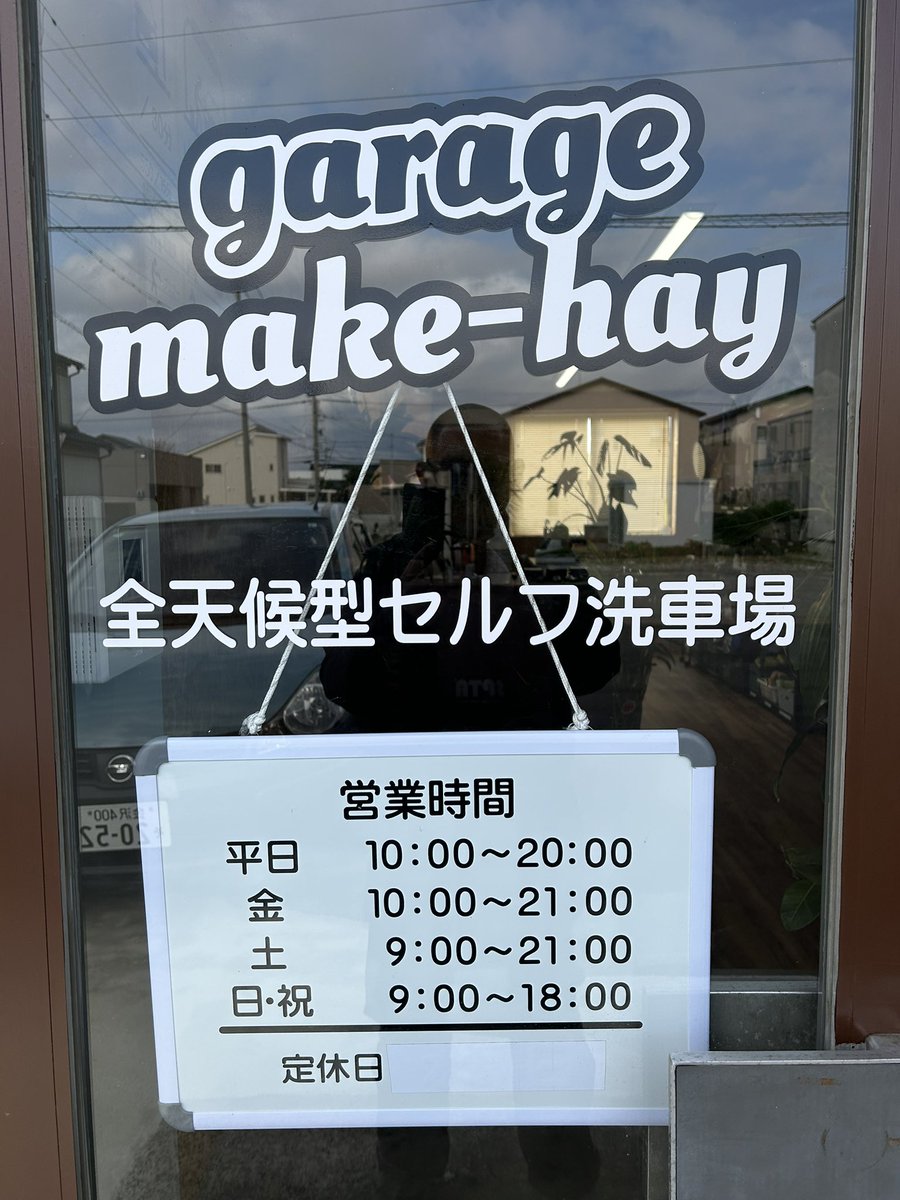 garage
make-hay
全天候型セルフ洗車場
営業時間
平日 10:00～20:00
金 10:00～21:00
土 9:00～21:00
日・祝 9:00～18:00
定休日